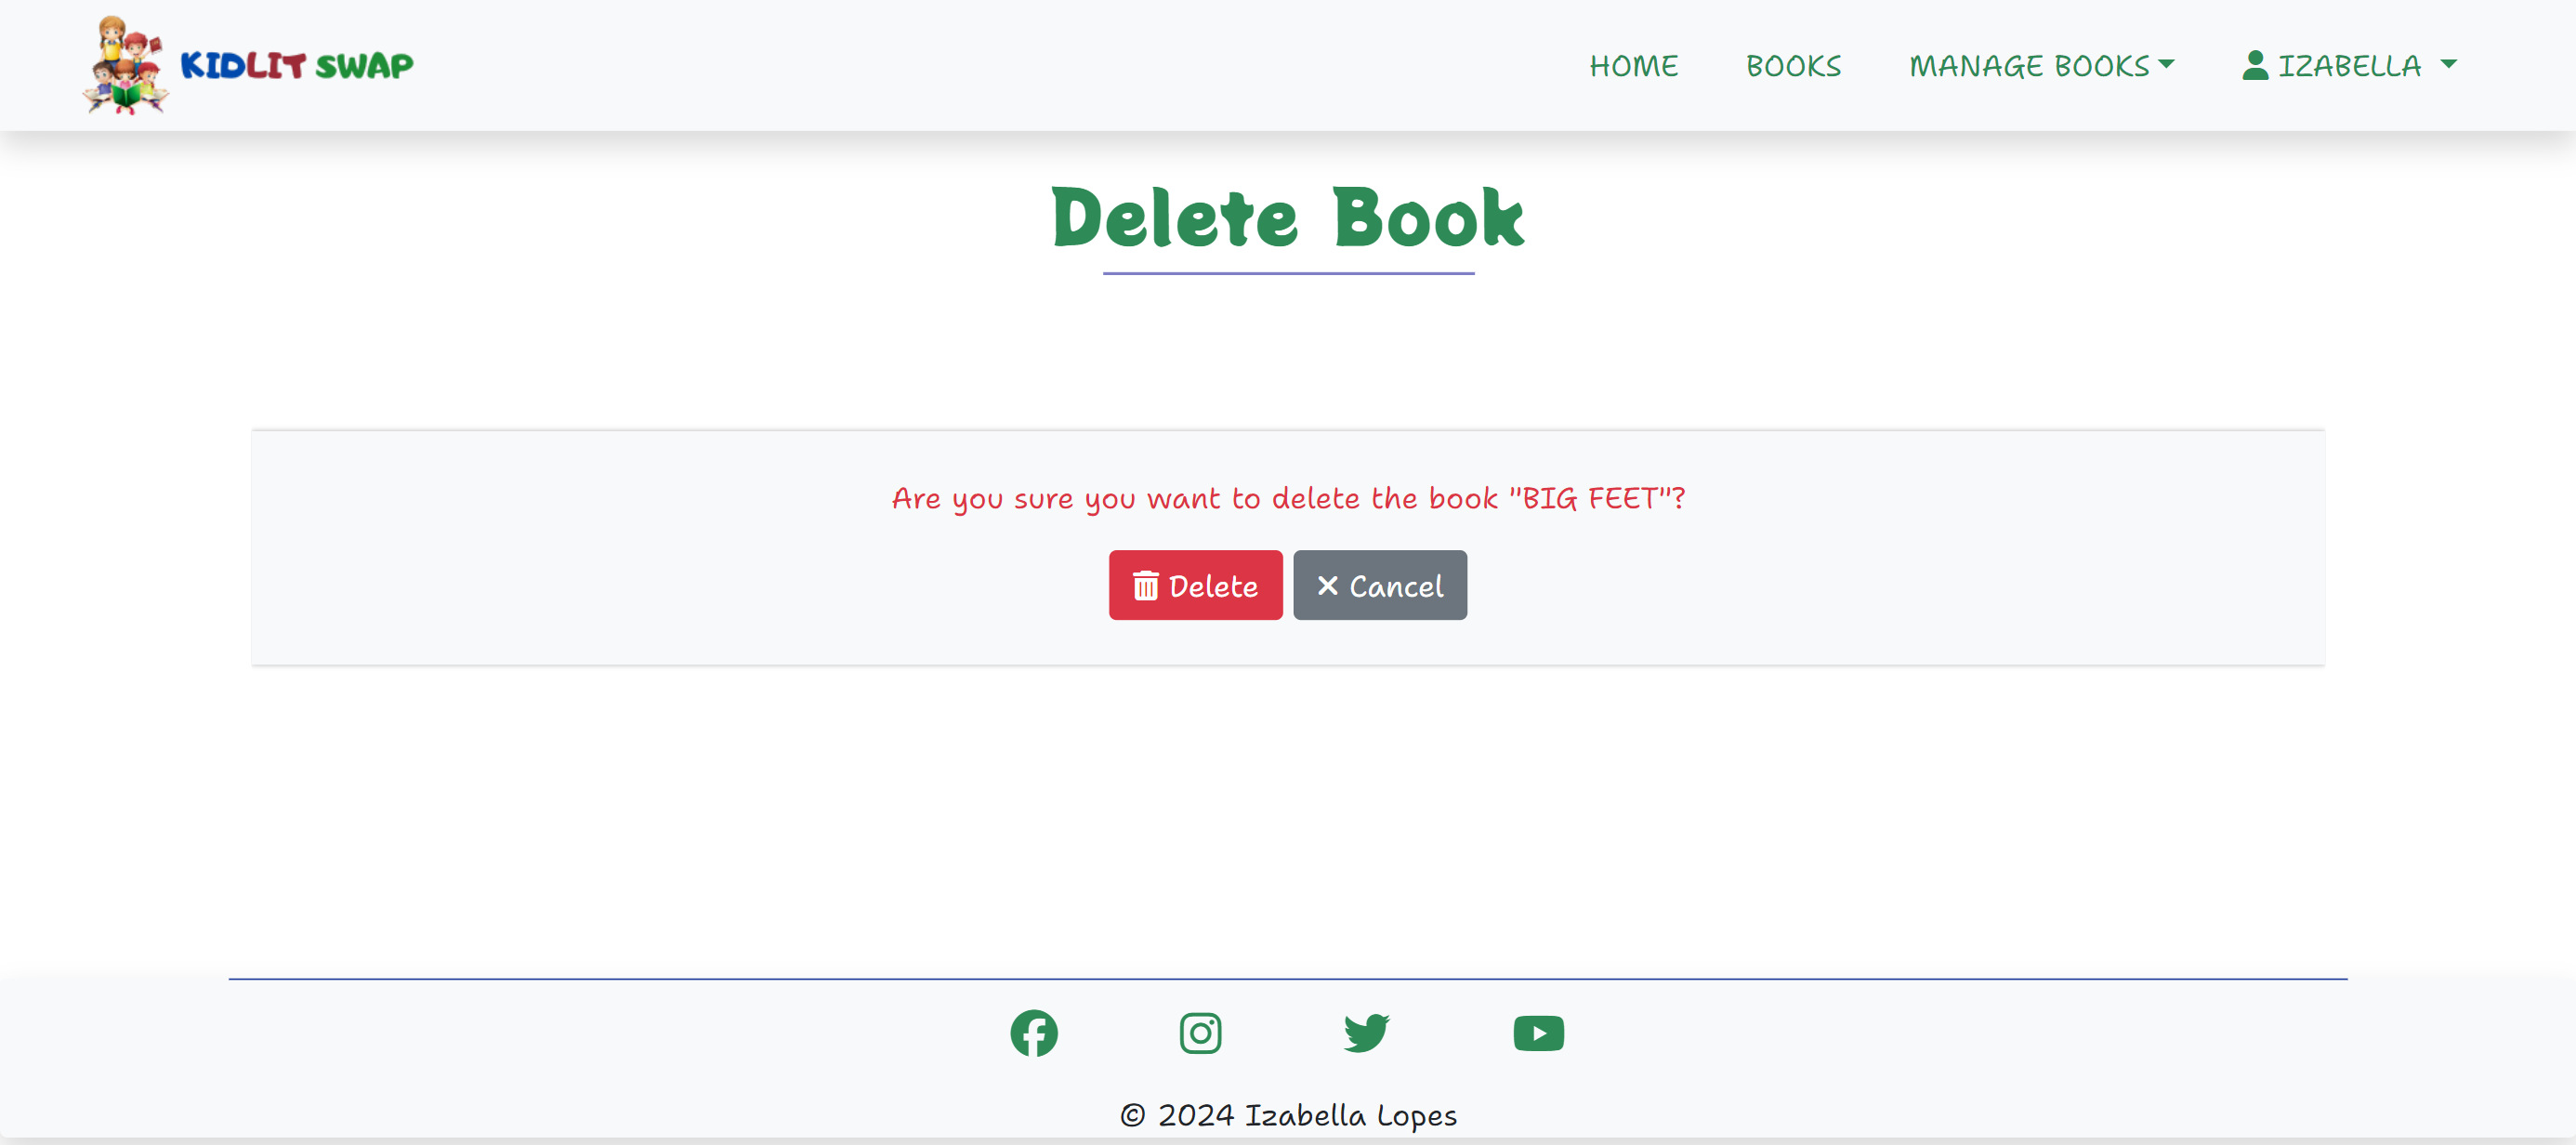 KIDLIT SWAP
HOME BOOKS MANAGE BOOKS IZABELLA
Delete Book
Are you sure you want to delete the book "BIG FEET"?
Delete Cancel
© 2024 Izabella Lopes